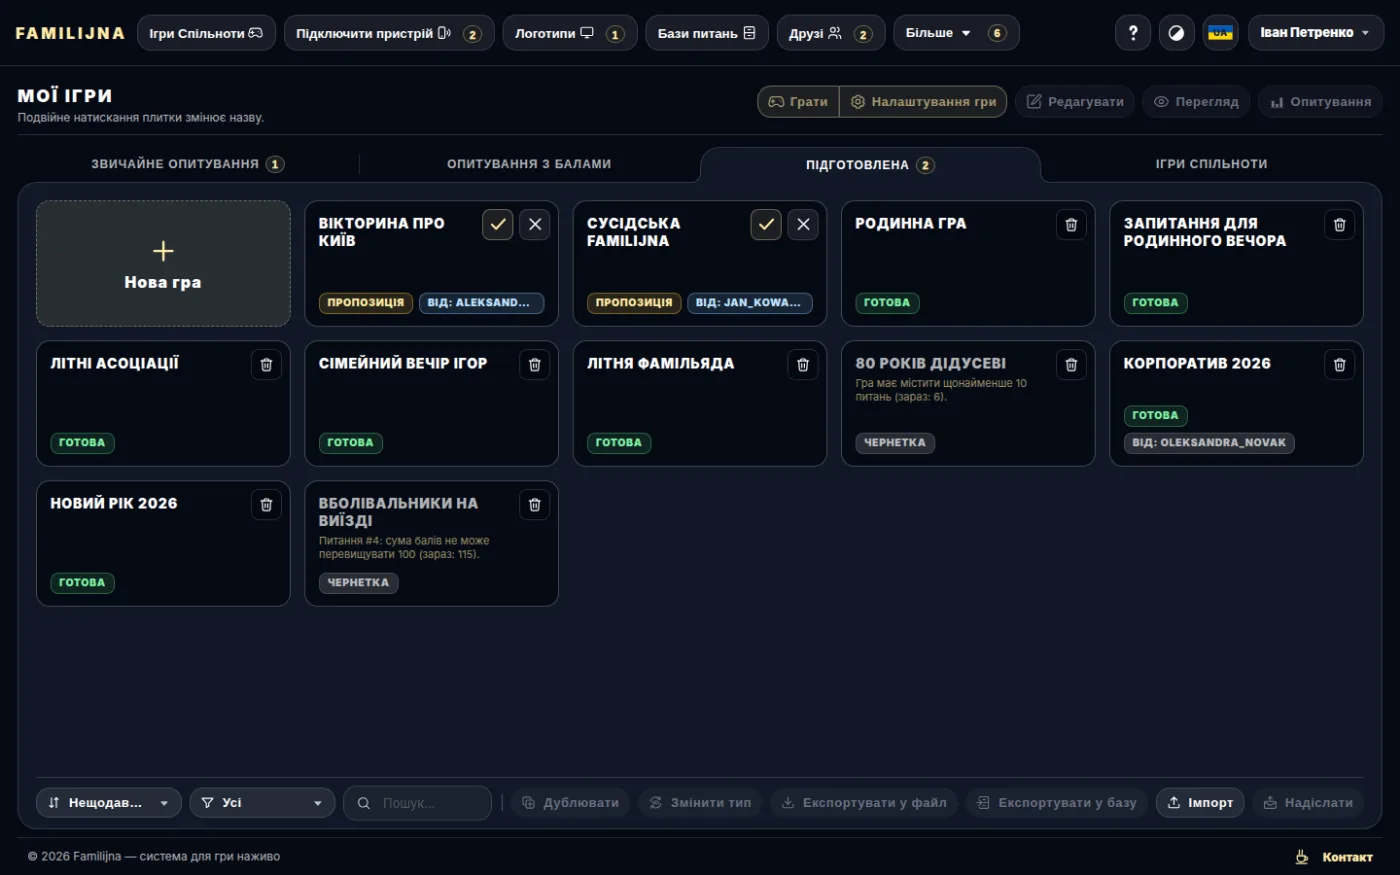 FAMILIJNA
Ігри Спільноти
Підключити пристрій 2
Логотипи 1
Бази питань
Друзі 2
Більше 6
?
UA
Іван Петренко
МОЇ ІГРИ
Подвійне натискання плитки змінює назву.
Грати
Налаштування гри
Редагувати
Перегляд
Опитування
ЗВИЧАЙНЕ ОПИТУВАННЯ 1
ОПИТУВАННЯ З БАЛАМИ
ПІДГОТОВЛЕНА 2
ІГРИ СПІЛЬНОТИ
Нова гра
ВІКТОРИНА ПРО
КИЇВ
ПРОПОЗИЦІЯ
ВІД: ALEKSAND...
СУСІДСЬКА
FAMILIJNA
ПРОПОЗИЦІЯ
ВІД: JAN_KOWA...
РОДИННА ГРА
ГОТОВА
ЗАПИТАННЯ ДЛЯ
РОДИННОГО ВЕЧОРА
ГОТОВА
ЛІТНІ АСОЦІАЦІЇ
ГОТОВА
СІМЕЙНИЙ ВЕЧІР ІГОР
ГОТОВА
ЛІТНЯ ФАМІЛЬЯДА
ГОТОВА
80 РОКІВ ДІДУСЕВІ
Гра має містити щонайменше 10
питань (зараз: 6).
ЧЕРНЕТКА
КОРПОРАТИВ 2026
ГОТОВА
ВІД: OLEKSANDRA_NOVAK
НОВИЙ РІК 2026
ГОТОВА
ВБОЛІВАЛЬНИКИ НА
ВИЇЗДІ
Питання #4: сума балів не може
перевищувати 100 (зараз: 115).
ЧЕРНЕТКА
Нещодав...
Усі
Пошук...
Дублювати
Змінити тип
Експортувати у файл
Експортувати у базу
Імпорт
Надіслати
© 2026 Familijna — система для гри наживо
Контакт